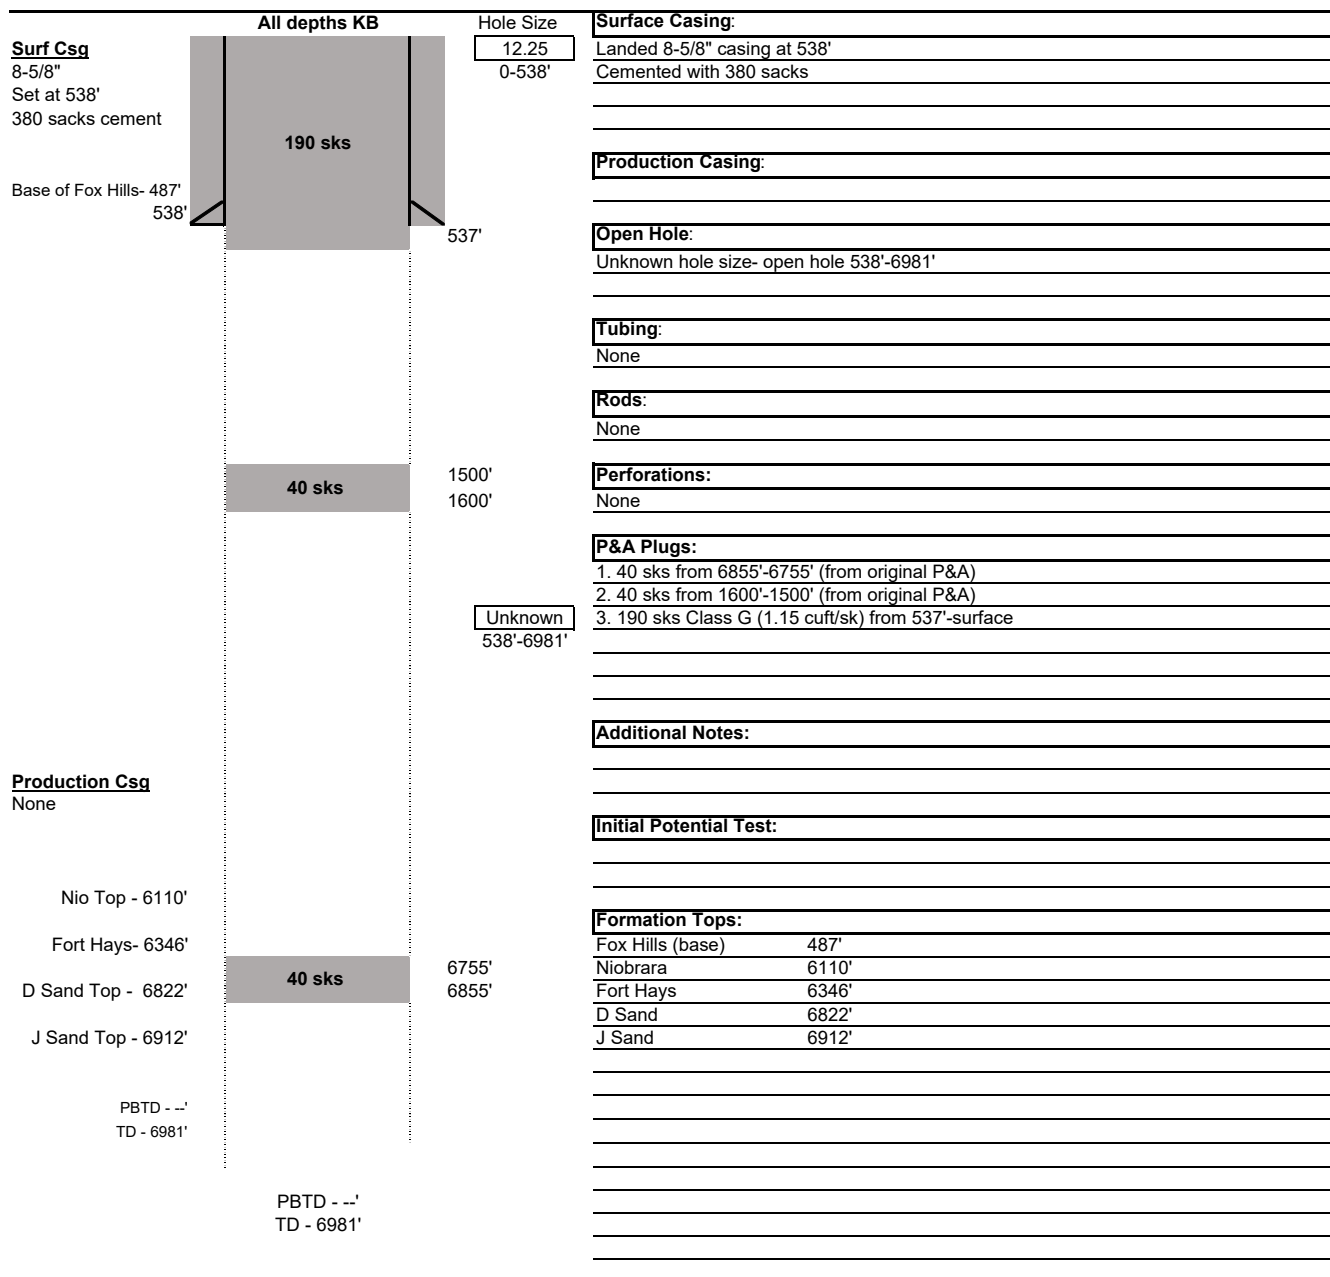 All depths KB
Hole Size
Surf Csg
12.25
8-5/8"
0-538'
Set at 538'
380 sacks cement
190 sks
Base of Fox Hills- 487'
538'
537'
40 sks
1500'
1600'
Unknown
538'-6981'
Production Csg
None
Nio Top - 6110'
Fort Hays- 6346'
40 sks
6755'
D Sand Top -  6822'
6855'
J Sand Top - 6912'
PBTD - --'
TD - 6981'
PBTD - --'
TD - 6981'
Surface Casing:
Landed 8-5/8" casing at 538'
Cemented with 380 sacks
Production Casing:
Open Hole:
Unknown hole size- open hole 538'-6981'
Tubing:
None
Rods:
None
Perforations:
None
P&A Plugs:
1. 40 sks from 6855'-6755' (from original P&A)
2. 40 sks from 1600'-1500' (from original P&A)
3. 190 sks Class G (1.15 cuft/sk) from 537'-surface
Additional Notes:
Initial Potential Test:
Formation Tops:
Fox Hills (base) 487'
Niobrara 6110'
Fort Hays 6346'
D Sand 6822'
J Sand 6912'